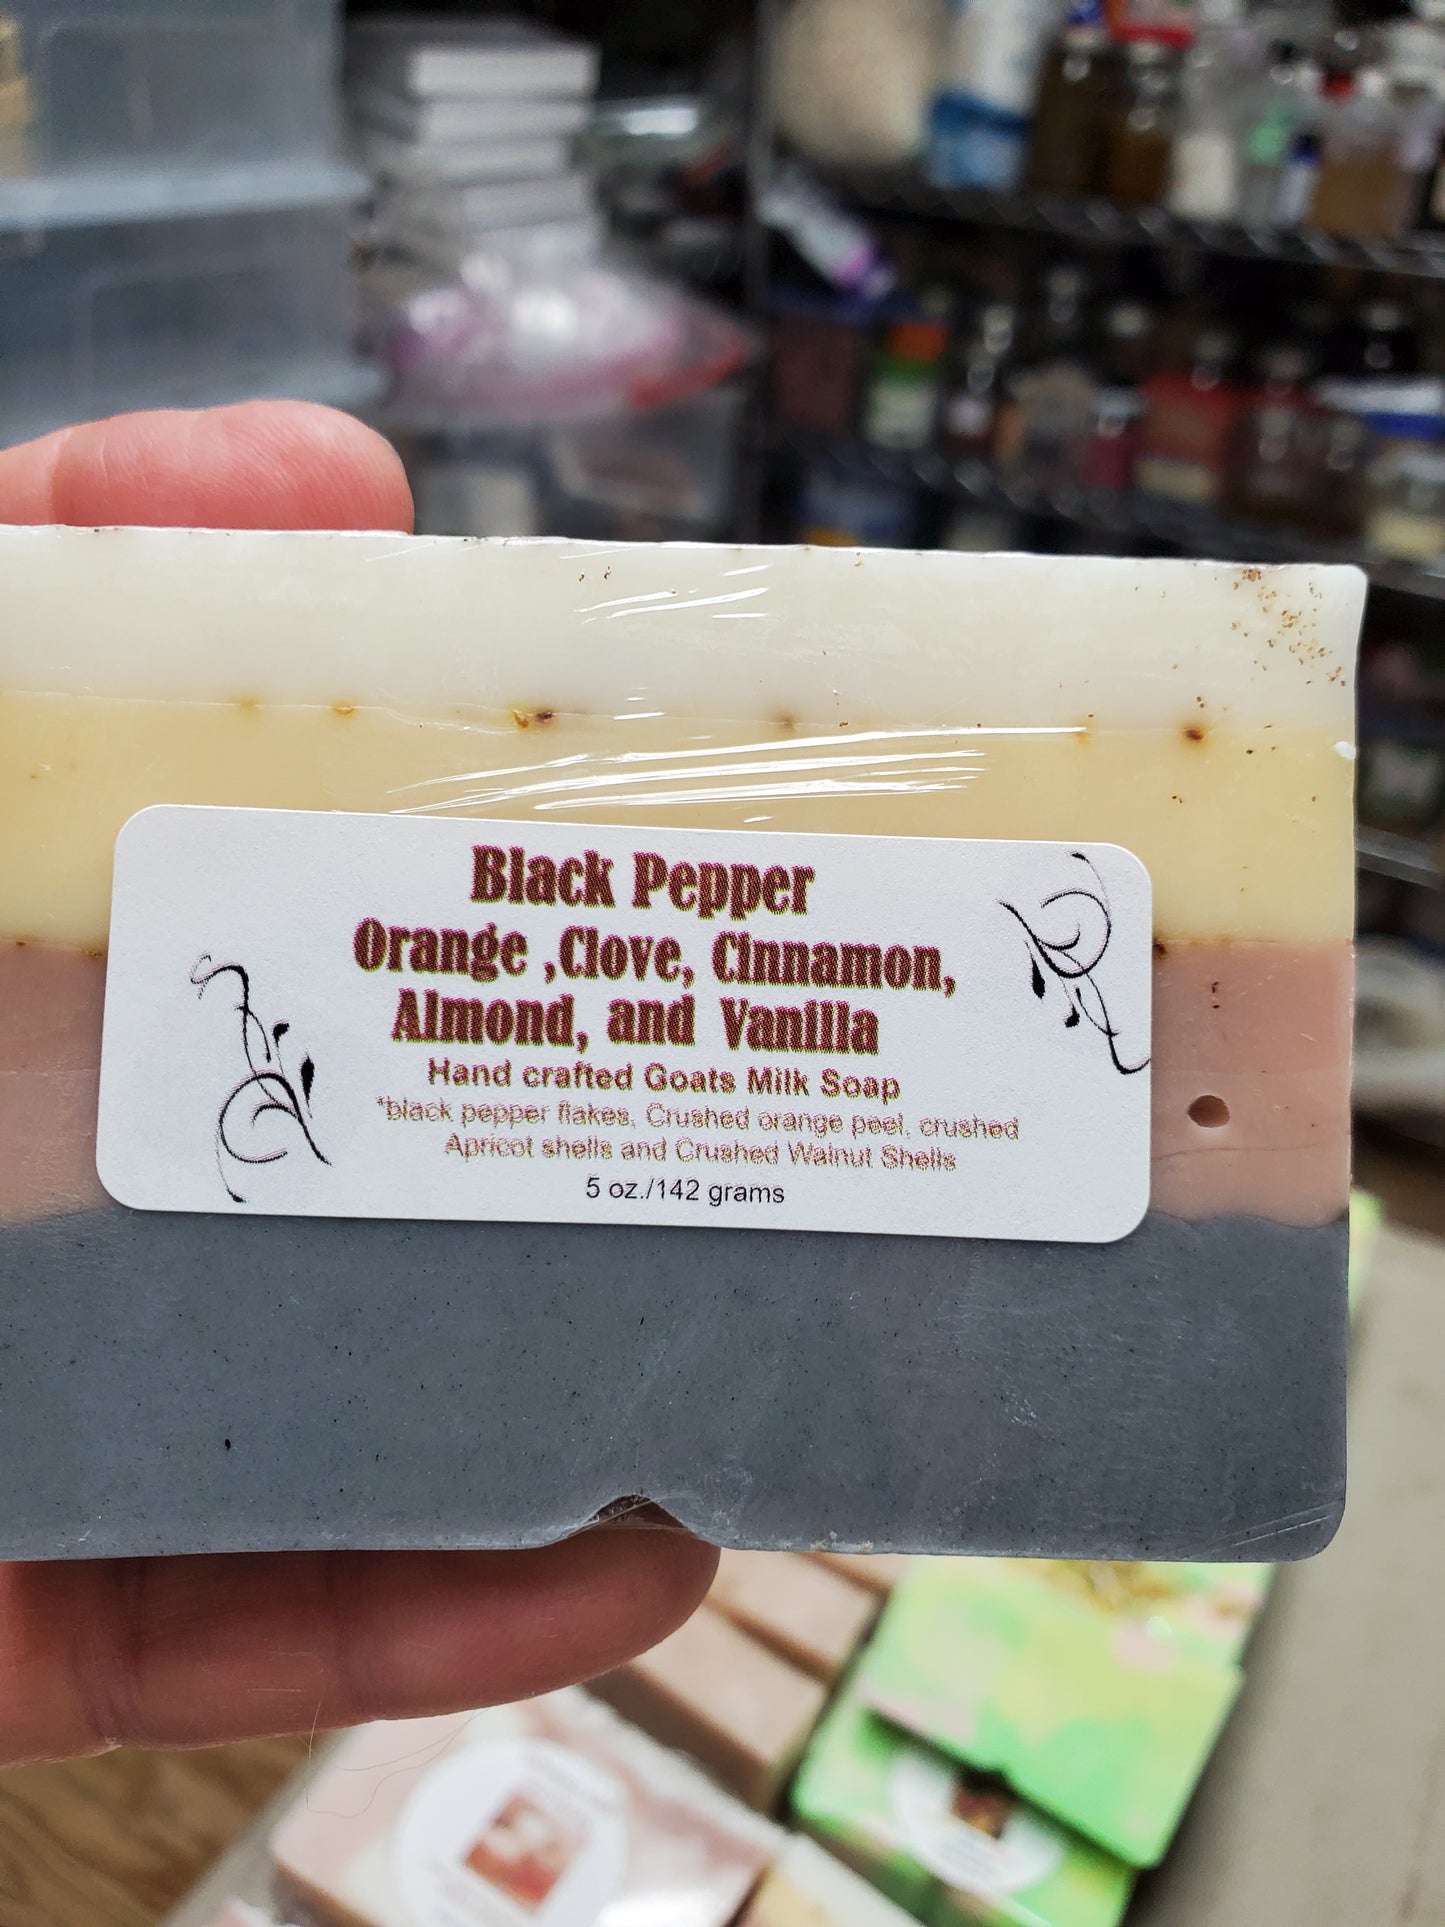 Black Pepper
Orange ,Clove, Cinnamon,
Almond, and Vanilla
Hand crafted Goats Milk Soap
*black pepper flakes, Crushed orange peel, crushed
Apricot shells and Crushed Walnut Shells
5 oz./142 grams